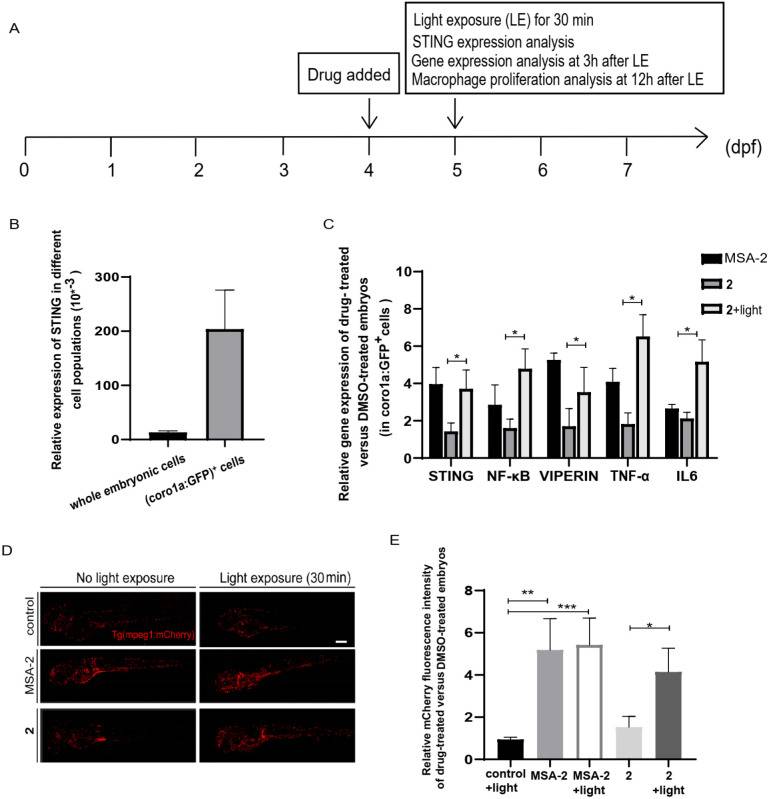 A
Light exposure (LE) for 30 min
STING expression analysis
Gene expression analysis at 3h after LE
Macrophage proliferation analysis at 12h after LE
Drug added
0 1 2 3 4 5 6 7 (dpf)
B
Relative expression of STING in different
cell populations (10*-3)
300
200
100
0
whole embryonic cells
(coro1a:GFP)+ cells
C
Relative gene expression of drug- treated
versus DMSO-treated embryos
(in coro1a:GFP+cells)
10
8
6
4
2
0
* * * * *
STING NF-κB VIPERIN TNF-α IL6
MSA-2
2
2+light
D
No light exposure Light exposure (30min)
control
Tg(mpeg1:mCherry)
MSA-2
2
E
Relative mCherry fluorescence intensity
of drug-treated versus DMSO-treated embryos
8
6
4
2
0
**
***
*
control
+light
MSA-2
MSA-2
+light
2
2
+light